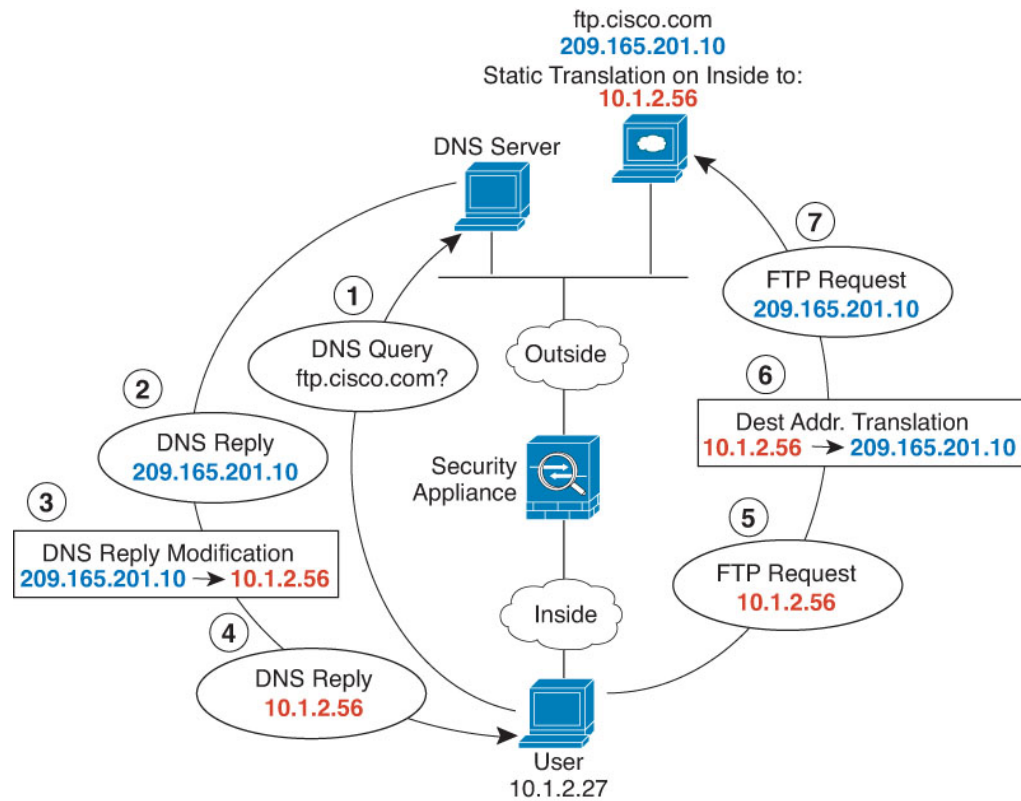 ftp.cisco.com
209.165.201.10
Static Translation on Inside to:
10.1.2.56
DNS Server
7
FTP Request
209.165.201.10
1
DNS Query
ftp.cisco.com?
Outside
2
DNS Reply
209.165.201.10
6
Dest Addr. Translation
10.1.2.56 → 209.165.201.10
Security
Appliance
3
DNS Reply Modification
209.165.201.10 → 10.1.2.56
5
FTP Request
10.1.2.56
Inside
4
DNS Reply
10.1.2.56
User
10.1.2.27